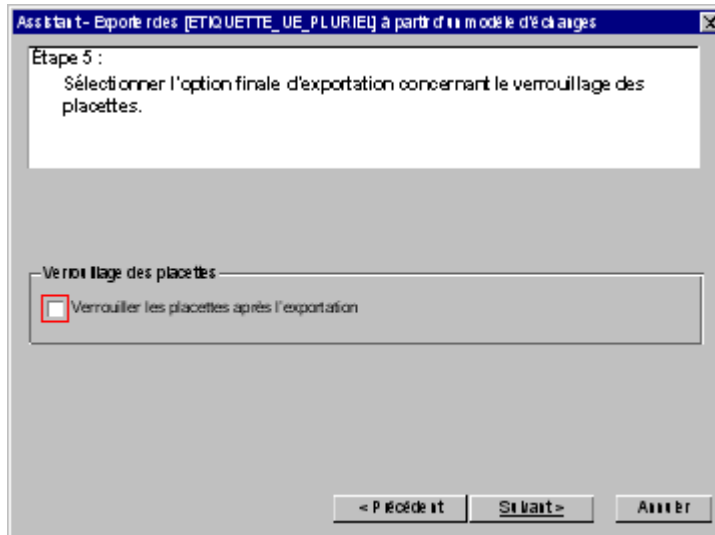 Assistant - Exporter des [ETIQUETTE_UE_PLURIEL] à partir d'un modèle d'échanges
Étape 5 :
Sélectionner l'option finale d'exportation concernant le verrouillage des
placettes.
Verrouillage des placettes
Verrouiller les placettes après l'exportation
< Précédent
Suivant >
Annuler